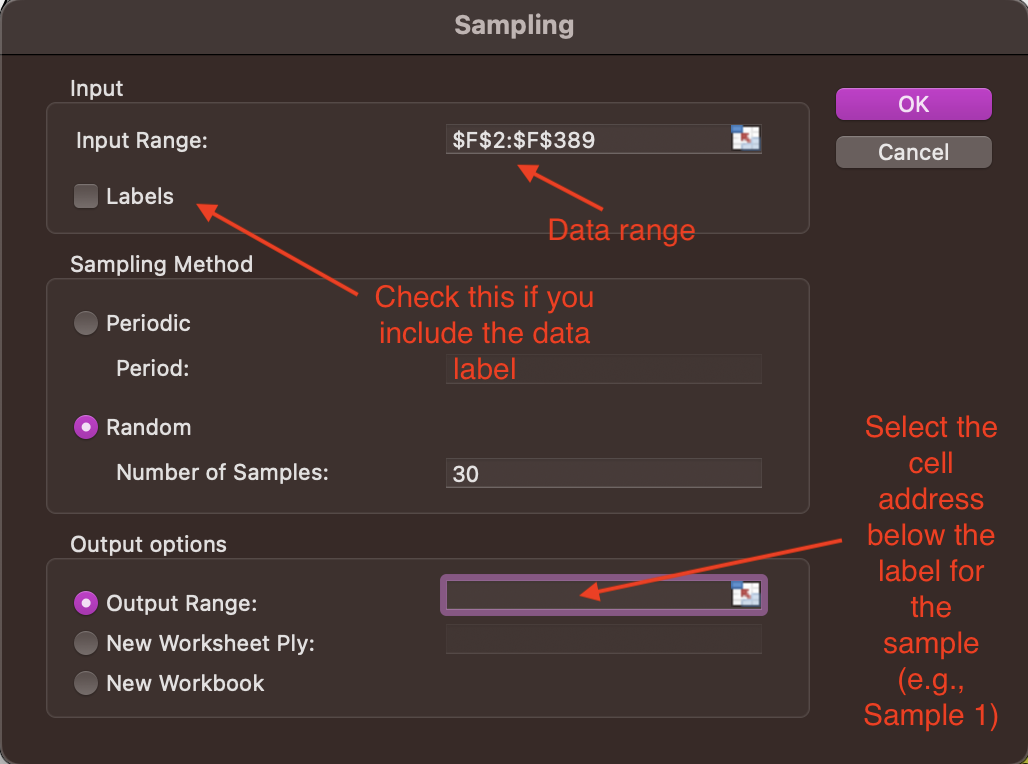 Sampling
Input
OK
Input Range:
$F$2:$F$389
Cancel
Labels
Data range
Sampling Method
Check this if you
include the data
label
Periodic
Period:
Random
Number of Samples:
30
Select the
cell
address
below the
label for
the
sample
(e.g.,
Sample 1)
Output options
Output Range:
New Worksheet Ply:
New Workbook